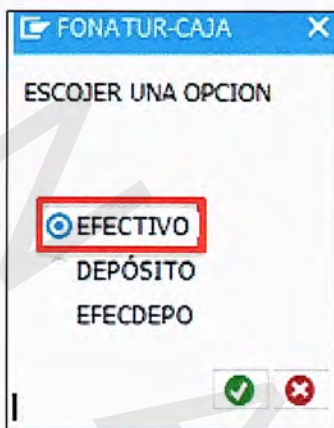 FONATUR-CAJA
ESCOJER UNA OPCION
EFECTIVO
DEPÓSITO
EFECDEPO